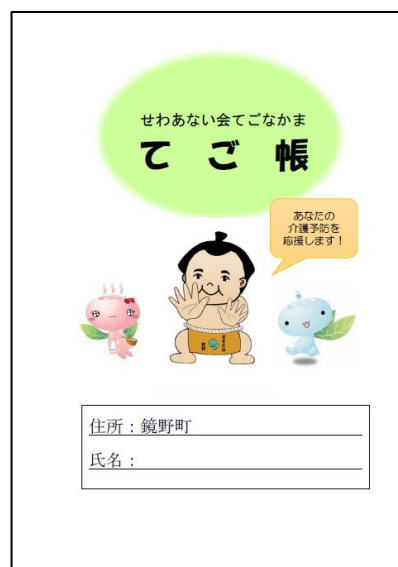 せわあない会てごなかま
てご帳
あなたの
介護予防を
応援します！
住所：鏡野町
氏名：